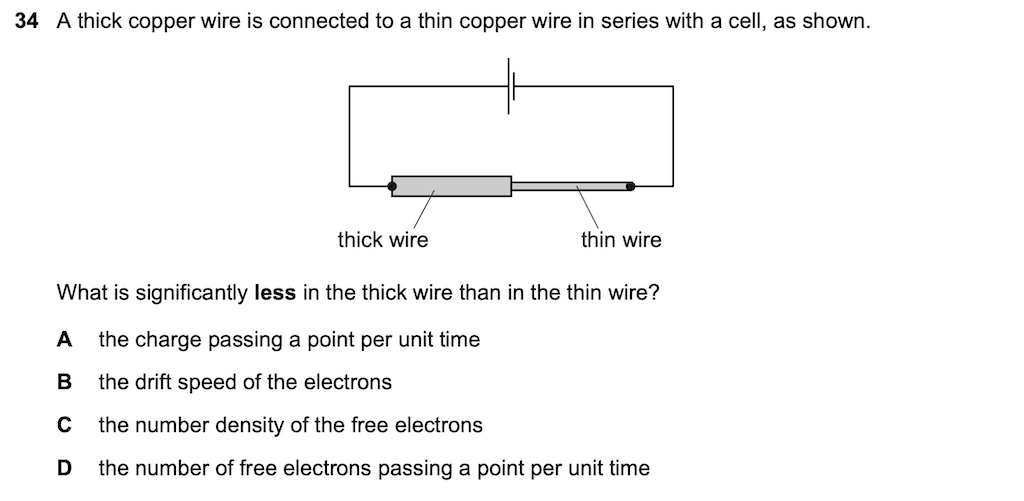 34 A thick copper wire is connected to a thin copper wire in series with a cell, as shown.
thick wire
thin wire
What is significantly less in the thick wire than in the thin wire?
A the charge passing a point per unit time
B the drift speed of the electrons
C the number density of the free electrons
D the number of free electrons passing a point per unit time